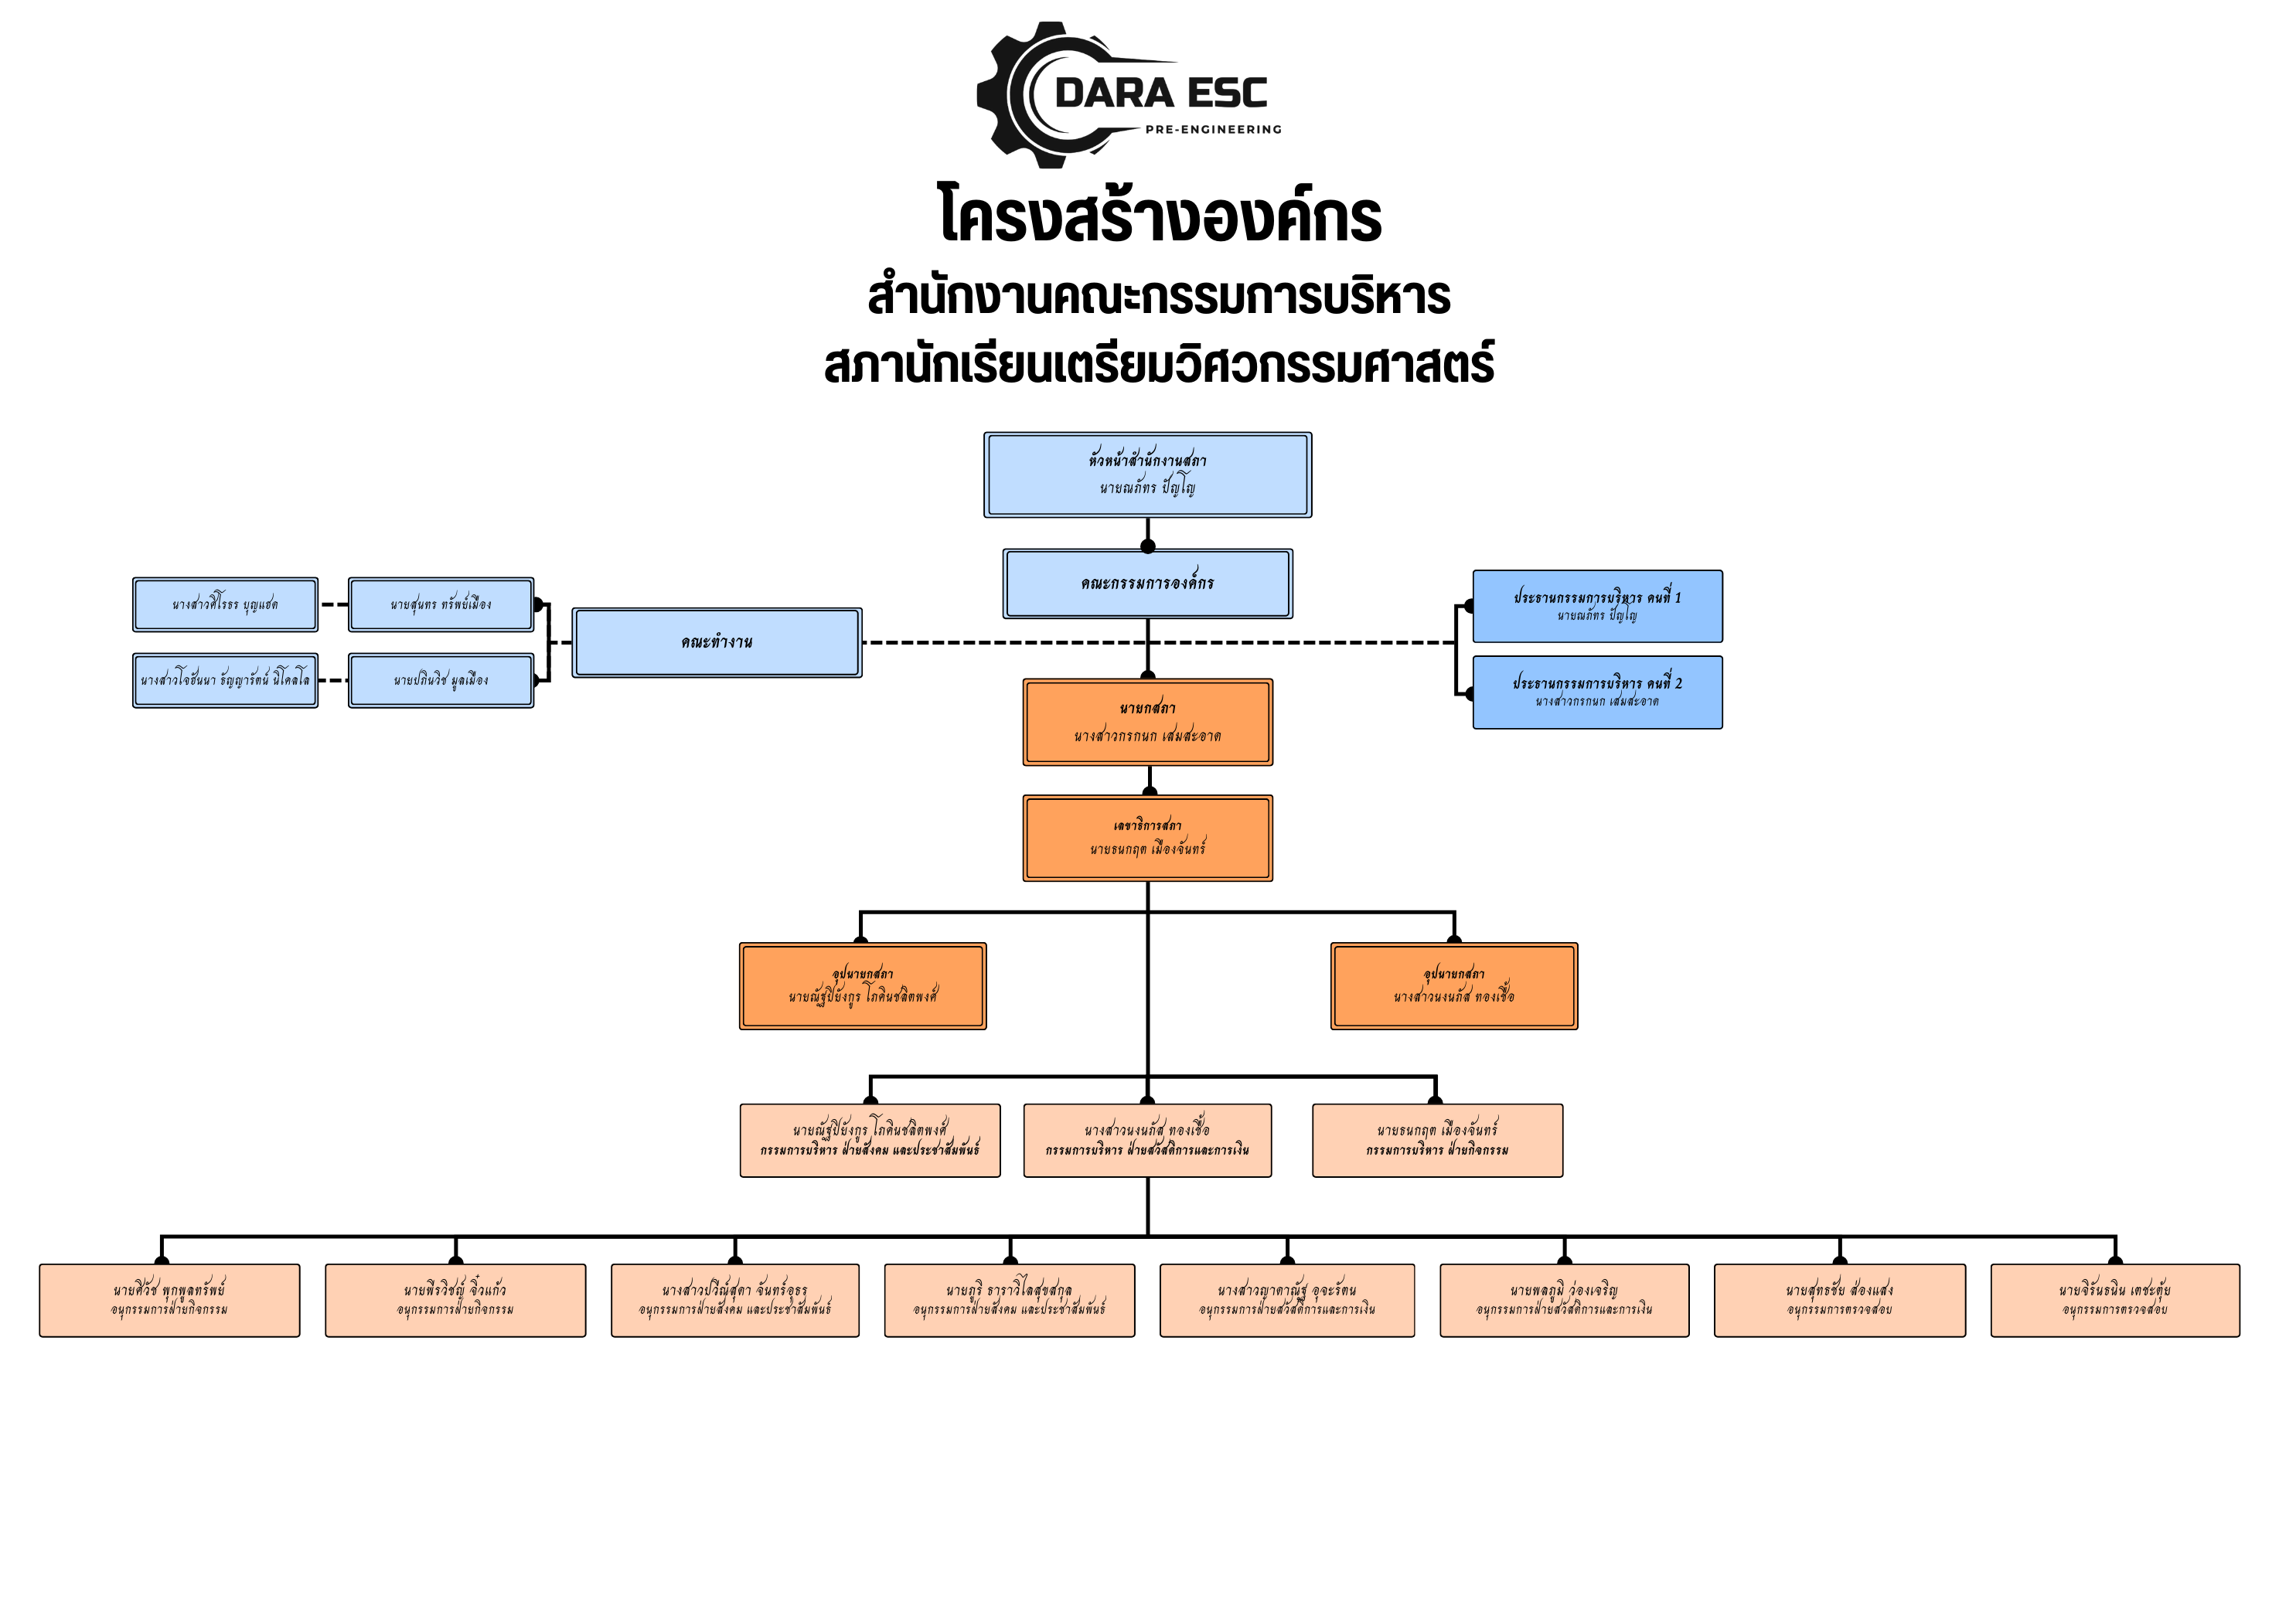 DARA ESC
PRE-ENGINEERING
โครงสร้างองค์กร
สำนักงานคณะกรรมการบริหาร
สภานักเรียนเตรียมวิศวกรรมศาสตร์
หัวหน้าสำนักงานสภา
นายณภัทร ปัญโญ
คณะกรรมการองค์กร
นางสาวศิโรธร บุญแฮด
นายสุนทร ทรัพย์เมือง
นางสาวโจฮันนา ธัญญารัตน์ นิโคลโล
นายปภินวิช มูลเมือง
คณะทำงาน
ประธานกรรมการบริหาร คนที่ 1
นายณภัทร ปัญโญ
ประธานกรรมการบริหาร คนที่ 2
นางสาวกรกนก เสมสะอาด
นายกสภา
นางสาวกรกนก เสมสะอาด
เลขาธิการสภา
นายธนกฤต เมืองจันทร์
อุปนายกสภา
นายณัฐปิยังกูร โภคินชลิตพงศ์
อุปนายกสภา
นางสาวนงนภัส ทองเชื้อ
นายณัฐปิยังกูร โภคินชลิตพงศ์
กรรมการบริหาร ฝ่ายสังคม และประชาสัมพันธ์
นางสาวนงนภัส ทองเชื้อ
กรรมการบริหาร ฝ่ายสวัสดิการและการเงิน
นายธนกฤต เมืองจันทร์
กรรมการบริหาร ฝ่ายกิจกรรม
นายศิวัช พุกพูลทรัพย์
อนุกรรมการฝ่ายกิจกรรม
นายพีรวิชญ์ จิ๋วแก้ว
อนุกรรมการฝ่ายกิจกรรม
นางสาวปวีณ์สุดา จันทร์อุธร
อนุกรรมการฝ่ายสังคม และประชาสัมพันธ์
นายภูริ ธาราวิไลสุขสกุล
อนุกรรมการฝ่ายสังคม และประชาสัมพันธ์
นางสาวญาดาณัฐ อุจะรัตน
อนุกรรมการฝ่ายสวัสดิการและการเงิน
นายพลภูมิ ว่องเจริญ
อนุกรรมการฝ่ายสวัสดิการและการเงิน
นายสุทธชัย ส่องแสง
อนุกรรมการตรวจสอบ
นายจิรันธนิน เตชะตุ้ย
อนุกรรมการตรวจสอบ